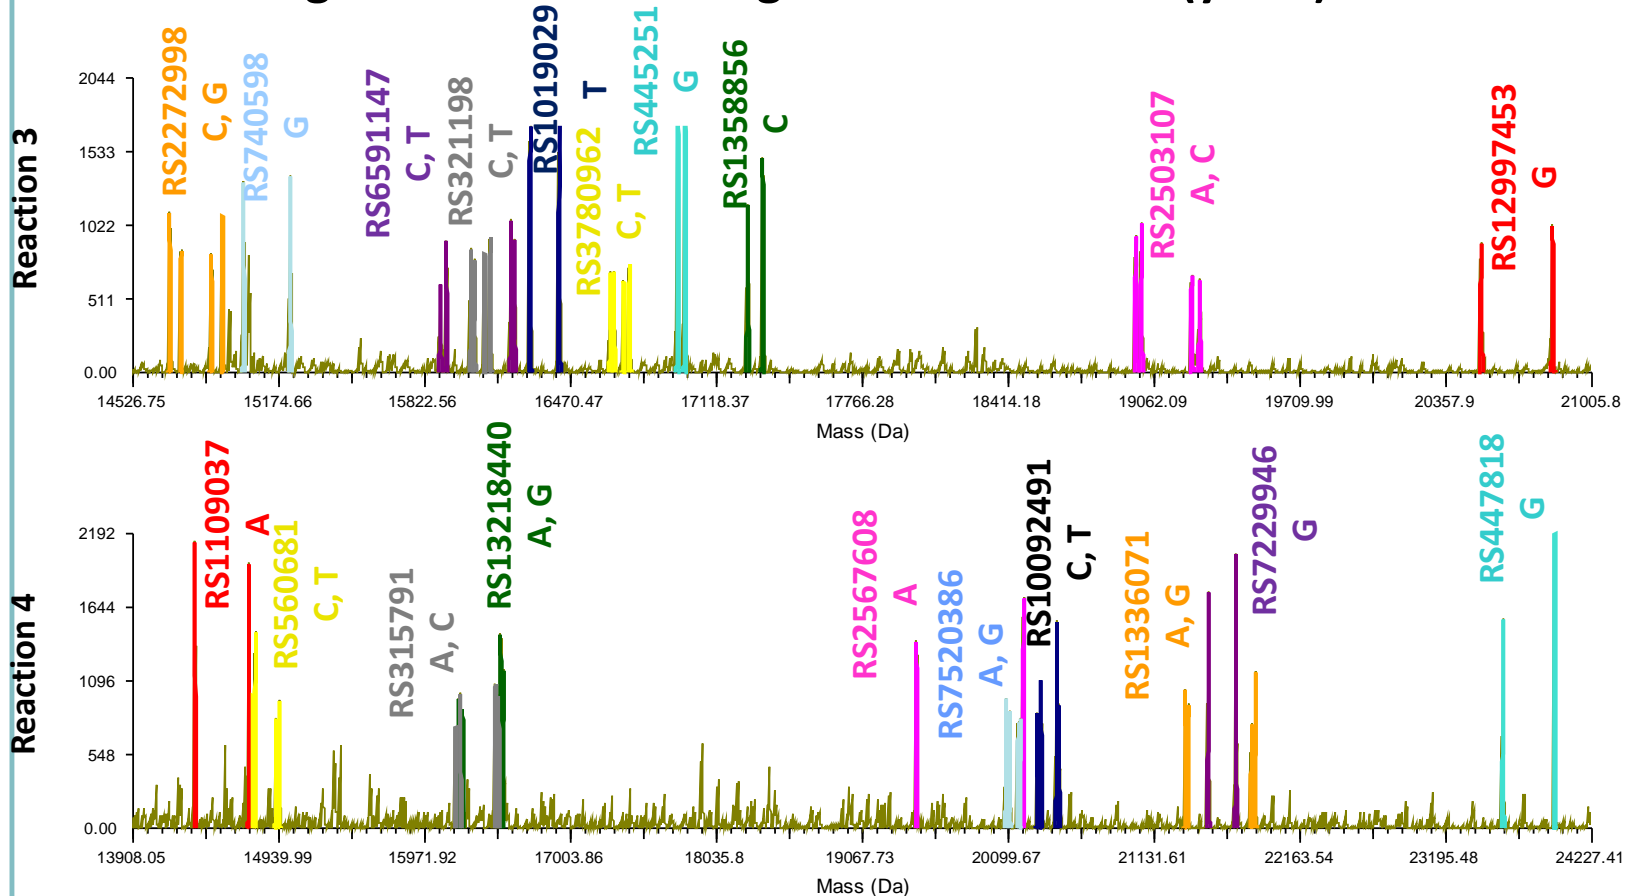 Reaction 3
2044
1533
1022
511
0.00
RS2272998
C, G
RS740598
G
RS6591147
C, T
RS321198
C, T
RS1019029
T
RS3780962
C, T
RS445251
G
RS1358856
C
RS2503107
A, C
RS12997453
G
14526.75 15174.66 15822.56 16470.47 17118.37 17766.28 18414.18 19062.09 19709.99 20357.9 21005.8
Mass (Da)
Reaction 4
2192
1644
1096
548
0.00
RS1109037
A
RS560681
C, T
RS315791
A, C
RS13218440
A, G
RS2567608
A
RS7520386
A, G
RS10092491
C, T
RS1336071
A, G
RS7229946
G
RS447818
G
13908.05 14939.99 15971.92 17003.86 18035.8 19067.73 20099.67 21131.61 22163.54 23195.48 24227.41
Mass (Da)